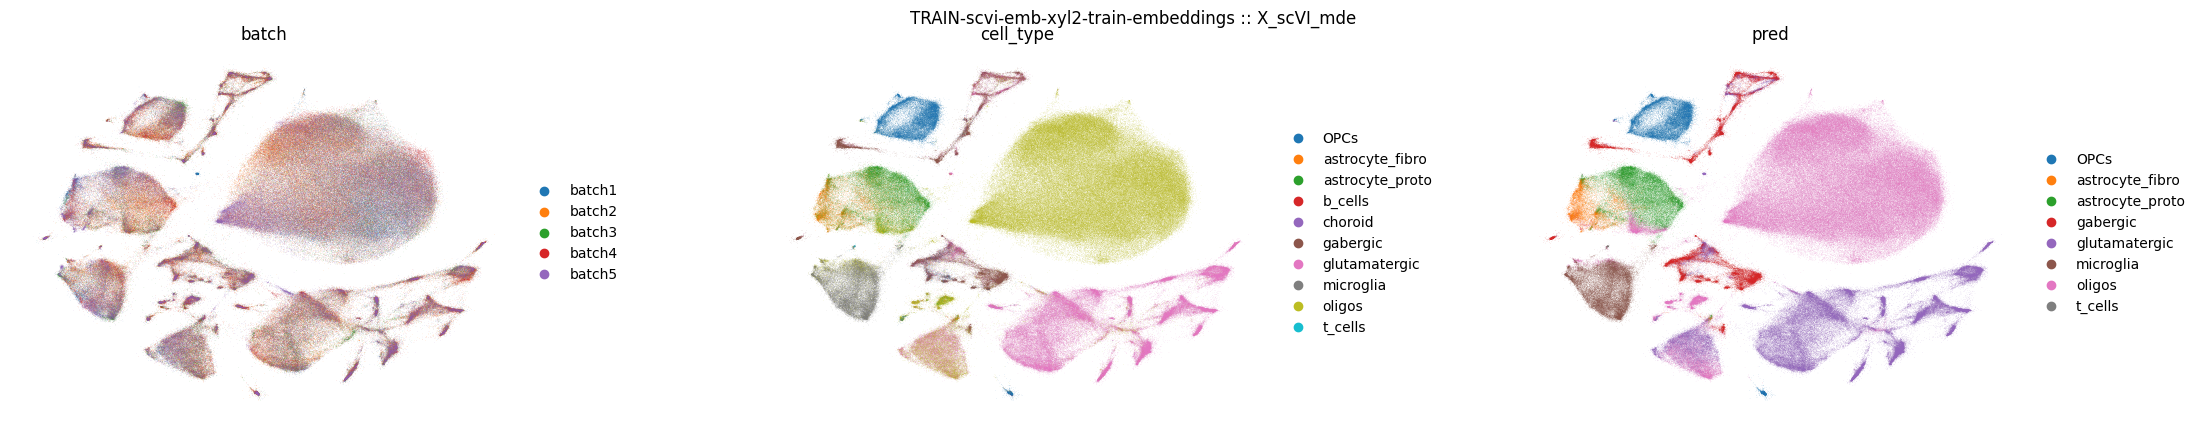 TRAIN-scvi-emb-xyl2-train-embeddings :: X_scVI_mde
batch
batch1
batch2
batch3
batch4
batch5
cell_type
OPCs
astrocyte_fibro
astrocyte_proto
b_cells
choroid
gabergic
glutamatergic
microglia
oligos
t_cells
pred
OPCs
astrocyte_fibro
astrocyte_proto
gabergic
glutamatergic
microglia
oligos
t_cells